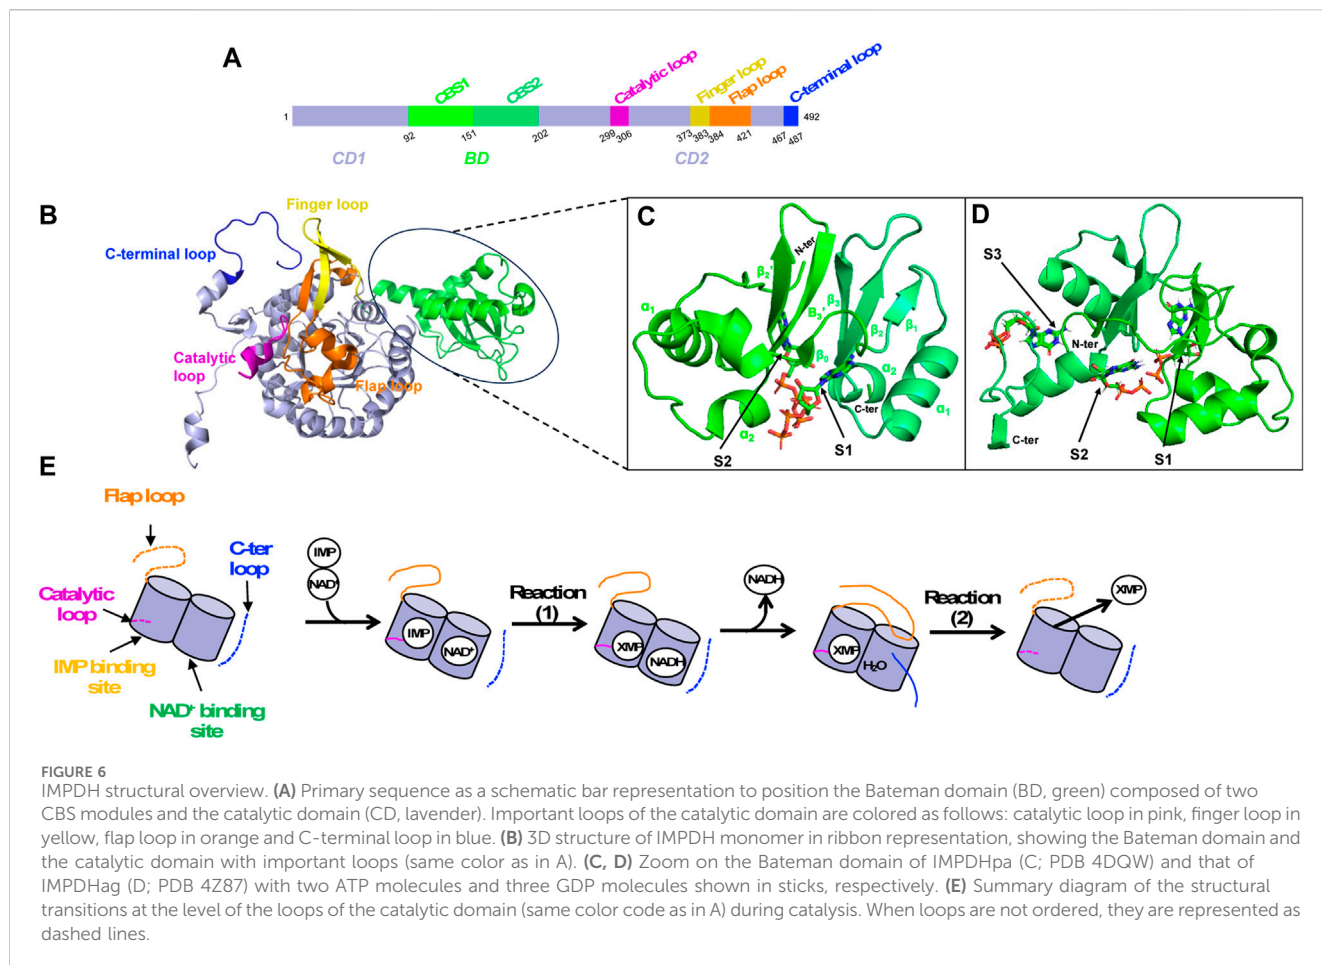 A
CBS1
CBS2
Catalytic loop
Finger loop
Flap loop
C-terminal loop
1
492
92
151
202
299
306
373
383
384
421
467
487
CD1
BD
CD2
B
Finger loop
C-terminal loop
Catalytic
loop
Flap loop
C
N-ter
β2'
α1
β3
B3'
β2
β1
β0
α2
C-ter
α1
α2
S2
S1
D
S3
N-ter
C-ter
S2
S1
E
Flap loop
C-ter
loop
Catalytic
loop
IMP binding
site
NAD+ binding
site
IMP
NAD+
IMP
NAD+
Reaction
(1)
XMP
NADH
NADH
XMP
H2O
Reaction
(2)
XMP
FIGURE 6
IMPDH structural overview. (A) Primary sequence as a schematic bar representation to position the Bateman domain (BD, green) composed of two
CBS modules and the catalytic domain (CD, lavender). Important loops of the catalytic domain are colored as follows: catalytic loop in pink, finger loop in
yellow, flap loop in orange and C-terminal loop in blue. (B) 3D structure of IMPDH monomer in ribbon representation, showing the Bateman domain and
the catalytic domain with important loops (same color as in A). (C, D) Zoom on the Bateman domain of IMPDHpa (C; PDB 4DQW) and that of
IMPDHag (D; PDB 4Z87) with two ATP molecules and three GDP molecules shown in sticks, respectively. (E) Summary diagram of the structural
transitions at the level of the loops of the catalytic domain (same color code as in A) during catalysis. When loops are not ordered, they are represented as
dashed lines.